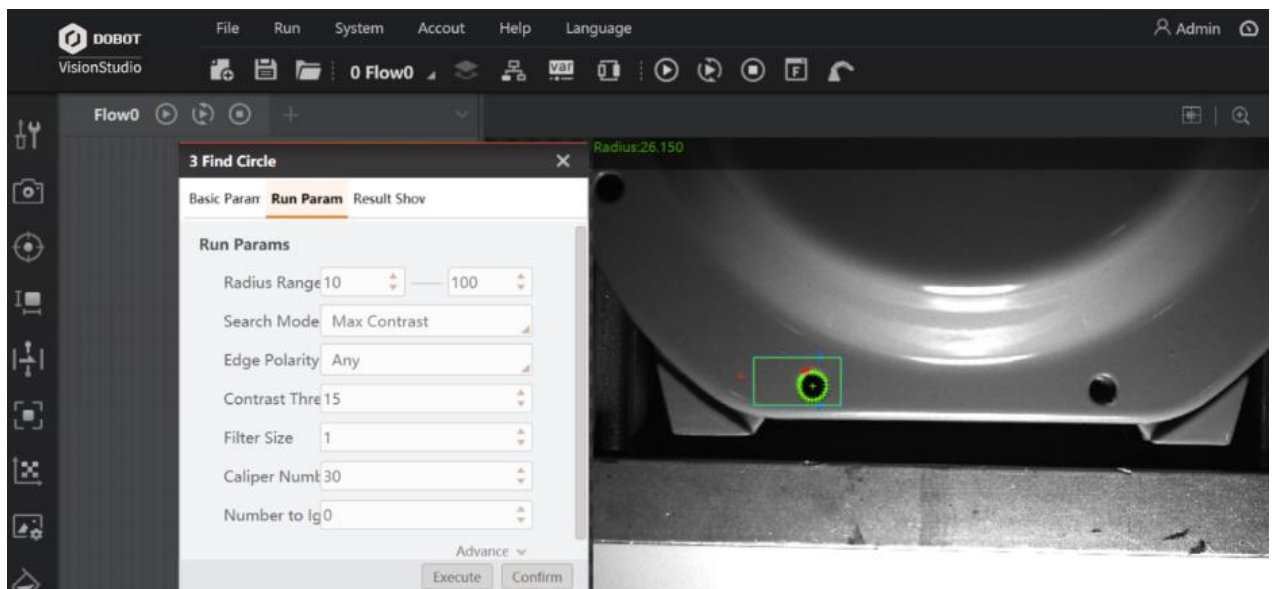 DOBOT
VisionStudio
File Run System Accout Help Language
Admin
0 Flow0
var
F
Flow0
3 Find Circle
Radius:26.150
Basic Param Run Param Result Shov
Run Params
Radius Range 10 100
Search Mode Max Contrast
Edge Polarity Any
Contrast Thre 15
Filter Size 1
Caliper Numb 30
Number to Ig 0
Advance
Execute Confirm